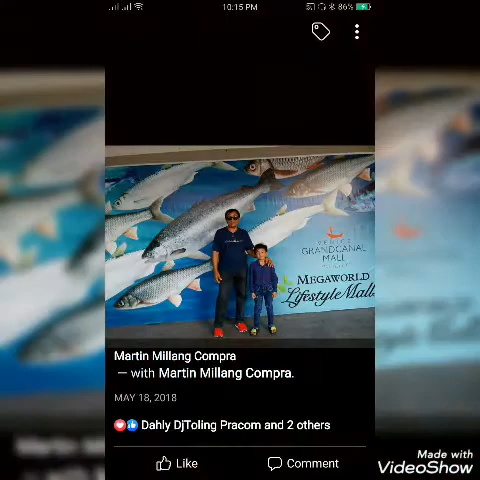 10:15 PM
86%
VENICE
GRANDCANAL
MALL
MEGAWORLD
Lifestyle Malls
Martin Millang Compra
— with Martin Millang Compra.
MAY 18, 2018
Dahly DjToling Pracom and 2 others
Like
Comment
Made with
VideoShow